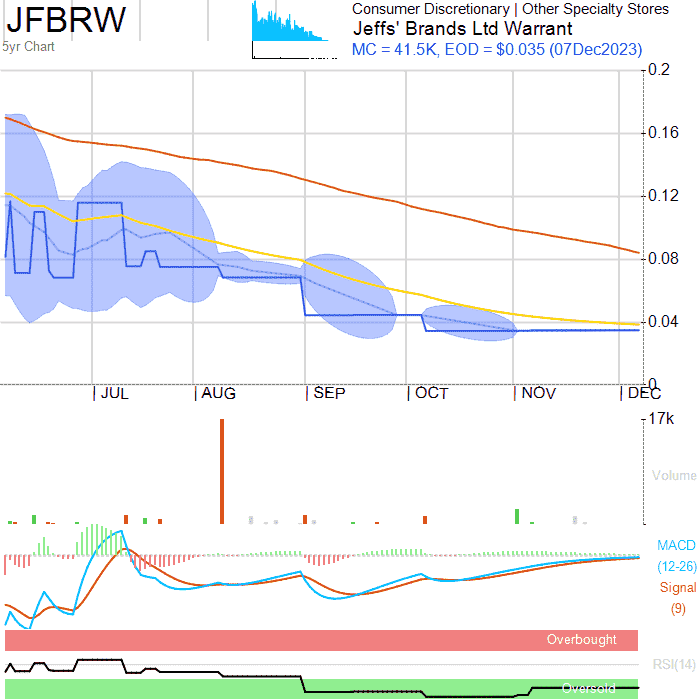 JFBRW
5yr Chart
Consumer Discretionary | Other Specialty Stores
Jeffs' Brands Ltd Warrant
MC = 41.5K, EOD = $0.035 (07Dec2023)
0.2
0.16
0.12
0.08
0.04
0
JUL
AUG
SEP
OCT
NOV
DEC
17k
Volume
MACD
(12-26)
Signal
(9)
Overbought
RSI(14)
Oversold